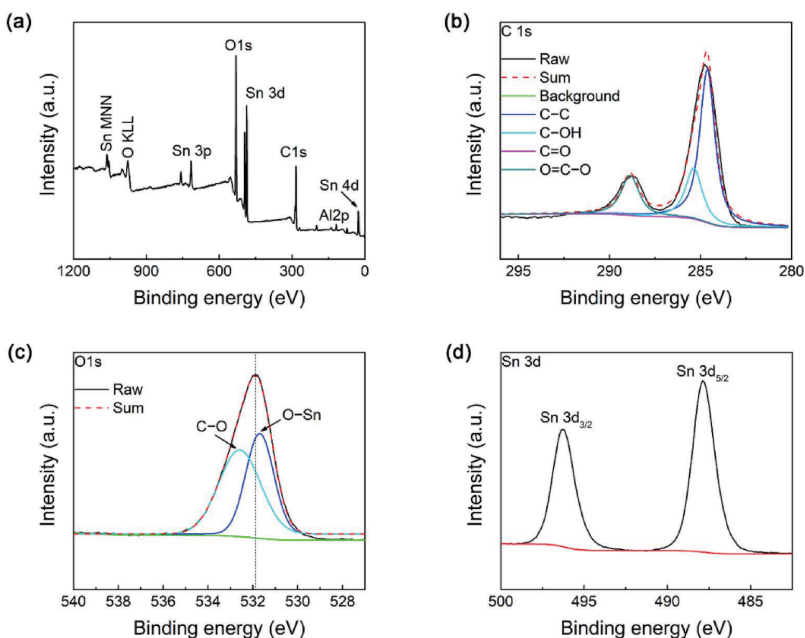 (a)
Intensity (a.u.)
Sn MNN
O KLL
Sn 3p
O1s
Sn 3d
C1s
Sn 4d
Al2p
1200 900 600 300 0
Binding energy (eV)
(b)
C 1s
Raw
Sum
Background
C−C
C−OH
C=O
O=C−O
Intensity (a.u.)
295 290 285 280
Binding energy (eV)
(c)
O1s
Raw
Sum
C−O
O−Sn
Intensity (a.u.)
540 538 536 534 532 530 528
Binding energy (eV)
(d)
Sn 3d
Sn 3d3/2
Sn 3d5/2
Intensity (a.u.)
500 495 490 485
Binding energy (eV)